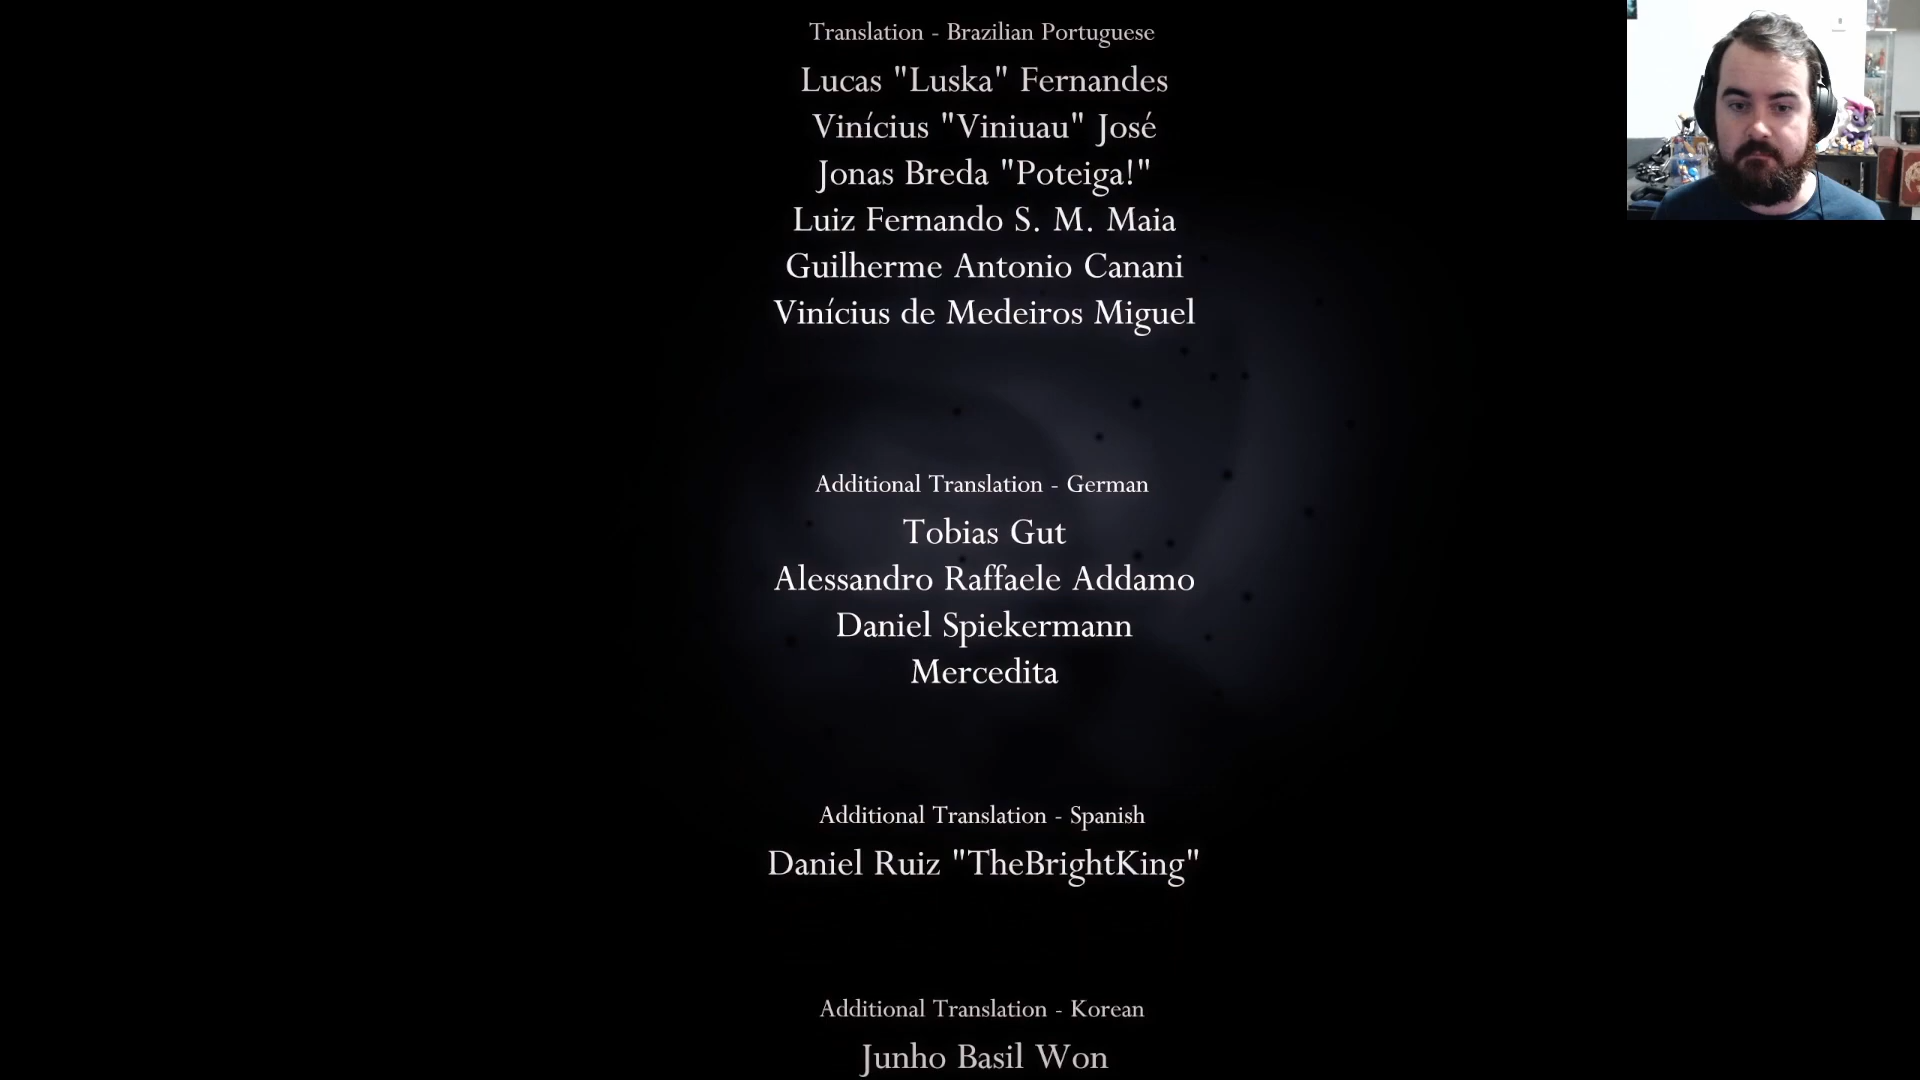 Translation - Brazilian Portuguese
Lucas "Luska" Fernandes
Vinícius "Viniuau" José
Jonas Breda "Poteiga!"
Luiz Fernando S. M. Maia
Guilherme Antonio Canani
Vinícius de Medeiros Miguel
Additional Translation - German
Tobias Gut
Alessandro Raffaele Addamo
Daniel Spiekermann
Mercedita
Additional Translation - Spanish
Daniel Ruiz "TheBrightKing"
Additional Translation - Korean
Junho Basil Won